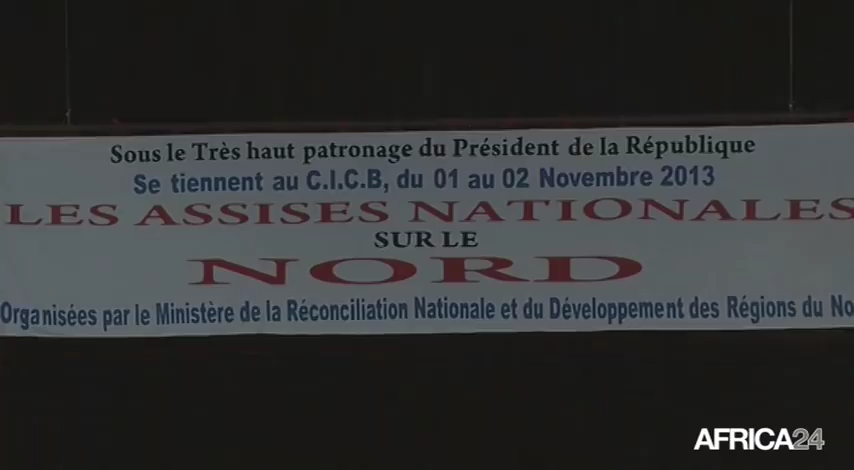 Sous le Très haut patronage du Président de la République
Se tiennent au C.I.C.B, du 01 au 02 Novembre 2013
LES ASSISES NATIONALES
SUR LE
NORD
Organisées par le Ministère de la Réconciliation Nationale et du Développement des Régions du No
AFRICA24